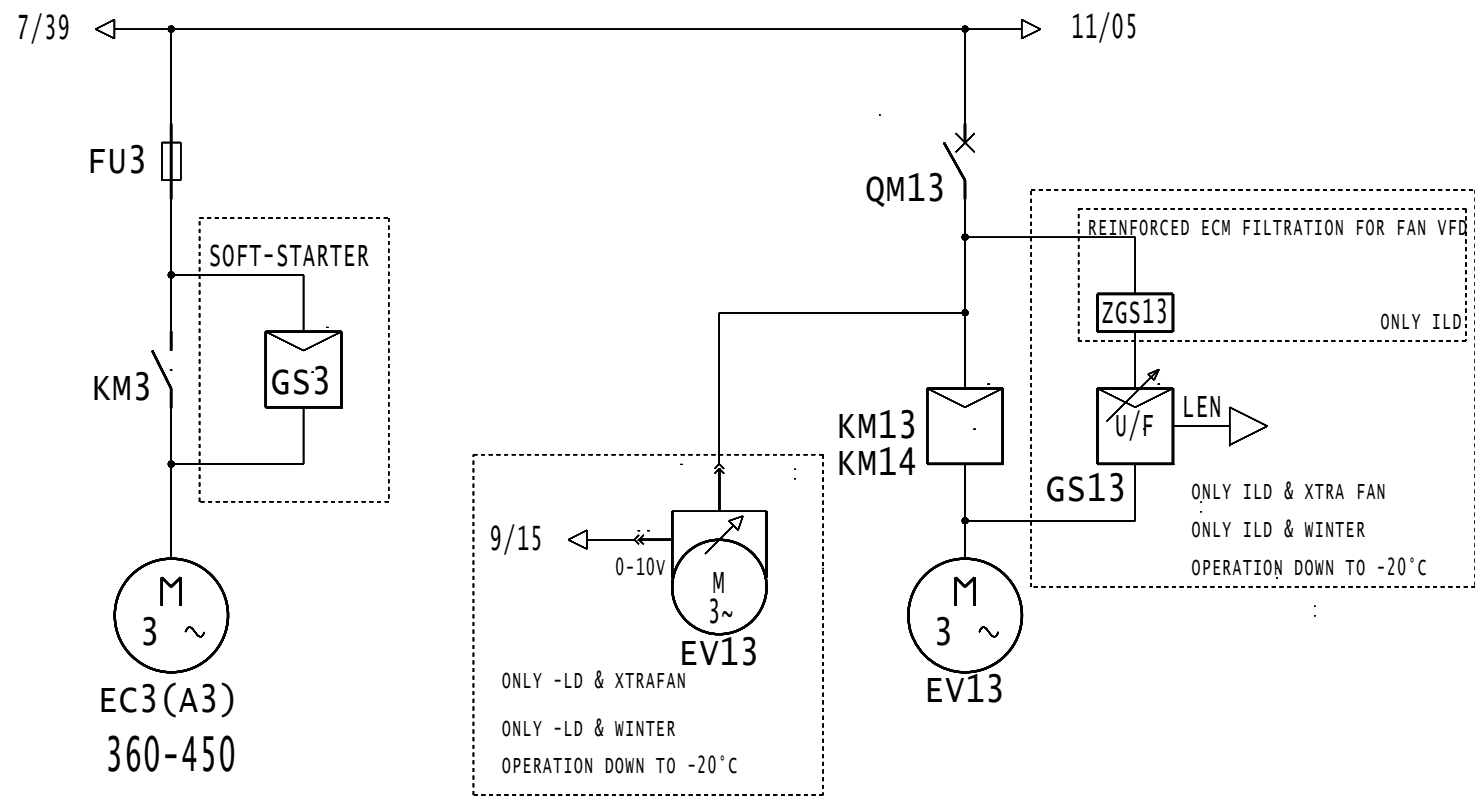 7/39
11/05
FU3
QM13
SOFT-STARTER
REINFORCED ECM FILTRATION FOR FAN VFD
ZGS13
ONLY ILD
KM3
GS3
KM13
KM14
U/F
LEN
GS13
ONLY ILD & XTRA FAN
ONLY ILD & WINTER
OPERATION DOWN TO -20°C
9/15
0-10V
M
3~
EV13
ONLY -LD & XTRAFAN
ONLY -LD & WINTER
OPERATION DOWN TO -20°C
M
3 ~
EC3(A3)
360-450
M
3 ~
EV13